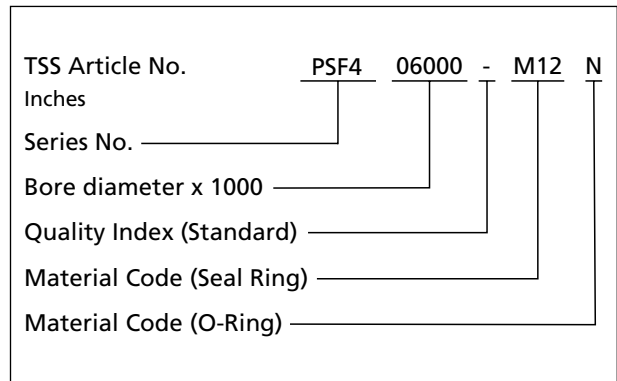 TSS Article No. PSF4 06000 - M12 N
Inches
Series No.
Bore diameter x 1000
Quality Index (Standard)
Material Code (Seal Ring)
Material Code (O-Ring)